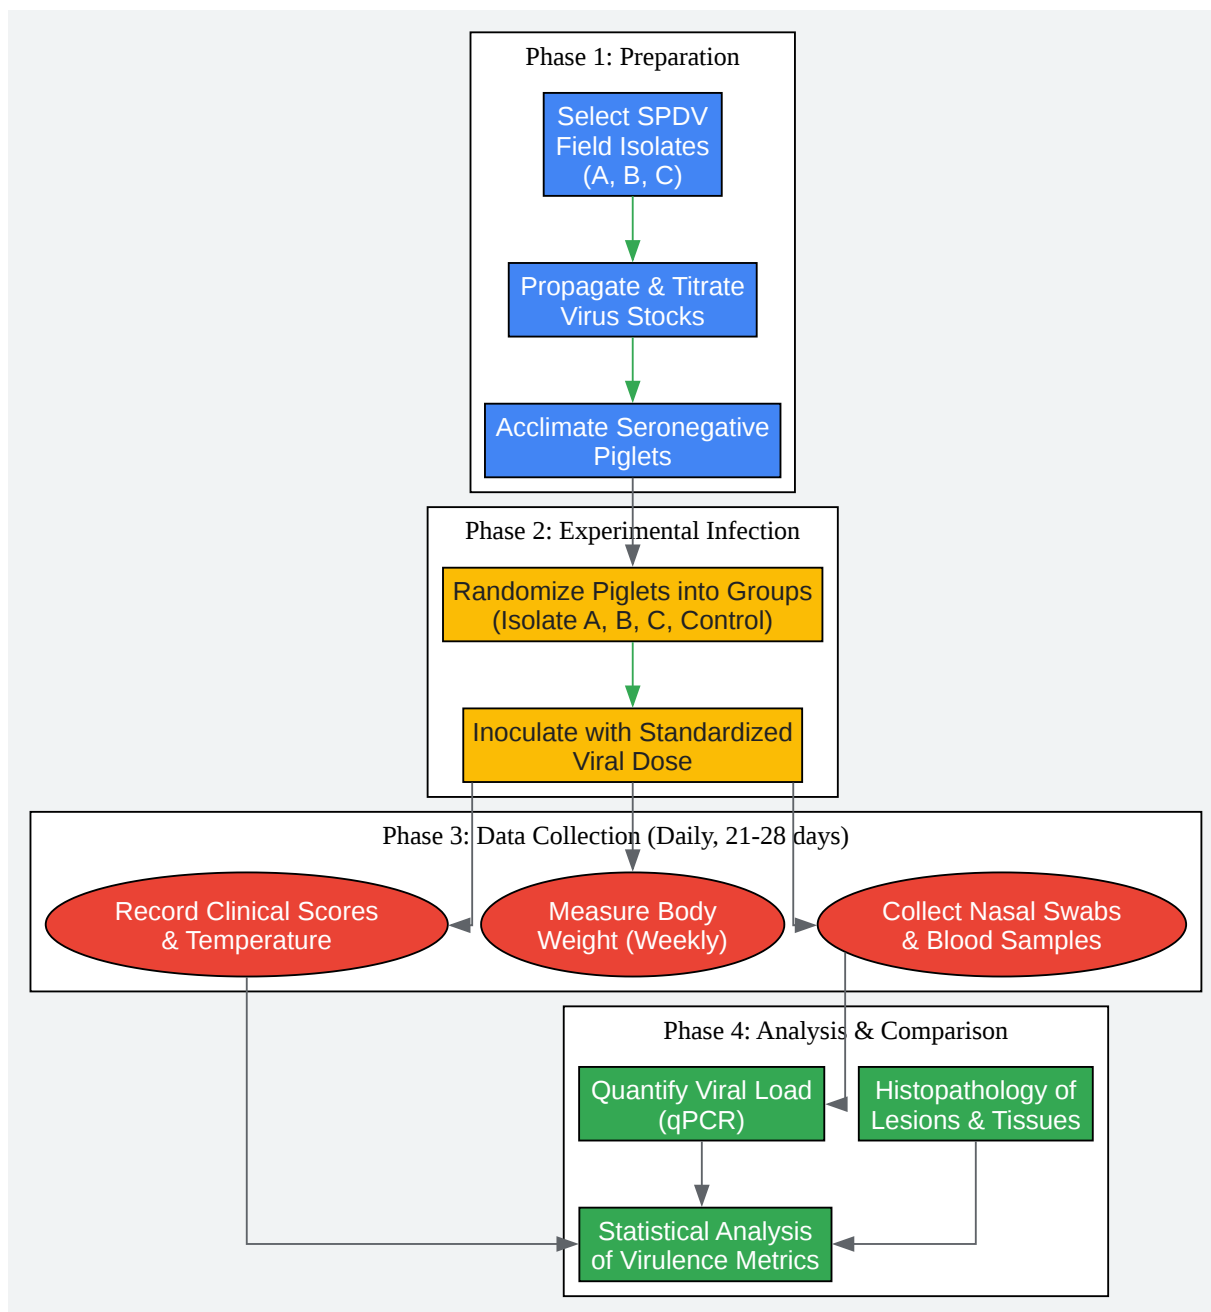 Phase 1: Preparation
Select SPDV
Field Isolates
(A, B, C)
Propagate & Titrate
Virus Stocks
Acclimate Seronegative
Piglets
Phase 2: Experimental Infection
Randomize Piglets into Groups
(Isolate A, B, C, Control)
Inoculate with Standardized
Viral Dose
Phase 3: Data Collection (Daily, 21-28 days)
Record Clinical Scores
& Temperature
Measure Body
Weight (Weekly)
Collect Nasal Swabs
& Blood Samples
Phase 4: Analysis & Comparison
Quantify Viral Load
(qPCR)
Histopathology of
Lesions & Tissues
Statistical Analysis
of Virulence Metrics